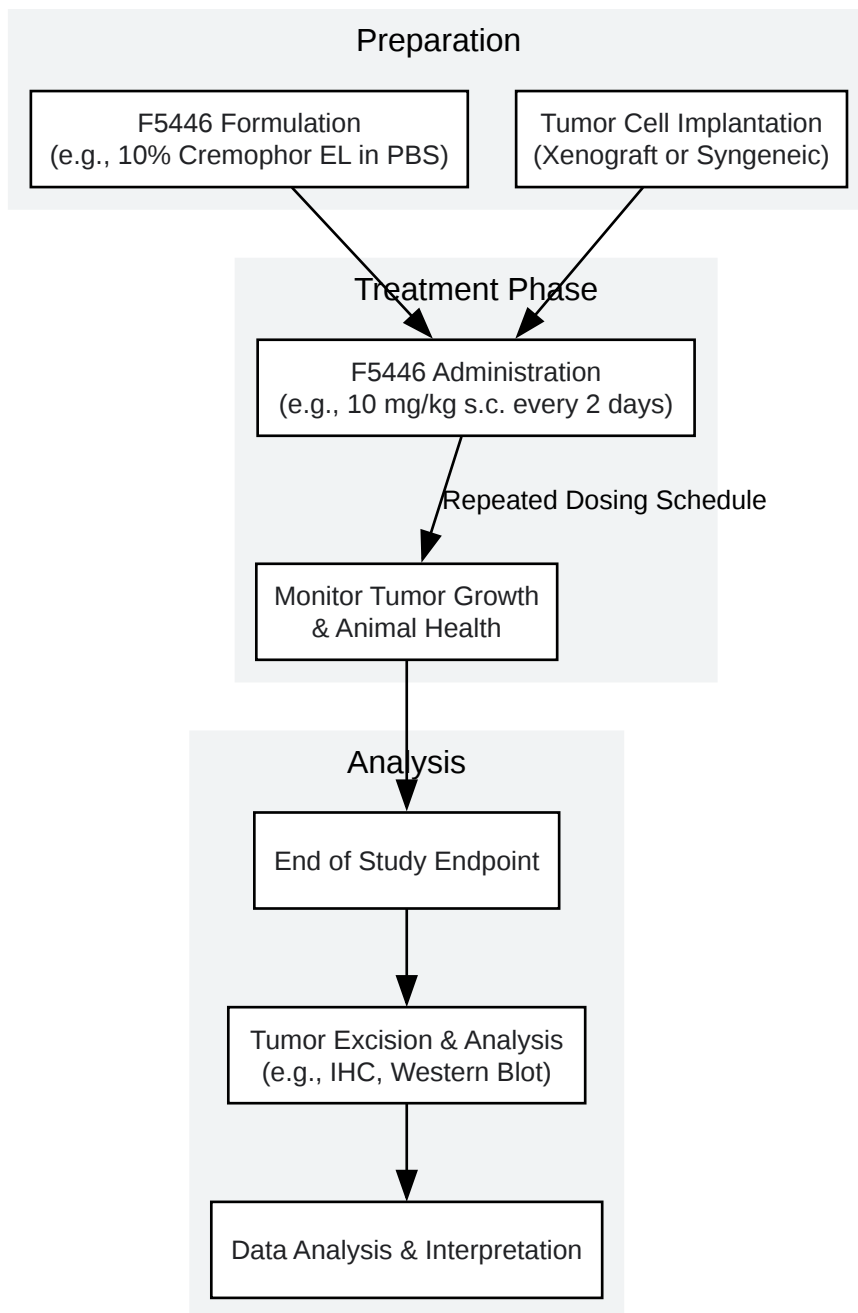 Preparation
F5446 Formulation
(e.g., 10% Cremophor EL in PBS)
Tumor Cell Implantation
(Xenograft or Syngeneic)
Treatment Phase
F5446 Administration
(e.g., 10 mg/kg s.c. every 2 days)
Repeated Dosing Schedule
Monitor Tumor Growth
& Animal Health
Analysis
End of Study Endpoint
Tumor Excision & Analysis
(e.g., IHC, Western Blot)
Data Analysis & Interpretation